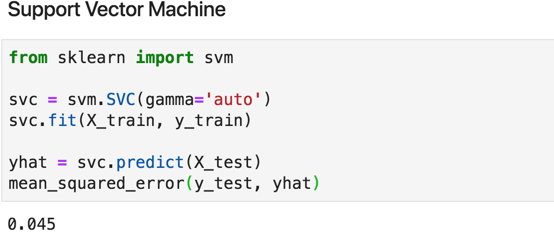 Support Vector Machine
from sklearn import svm
svc = svm.SVC(gamma='auto')
svc.fit(X_train, y_train)
yhat = svc.predict(X_test)
mean_squared_error(y_test, yhat)
0.045